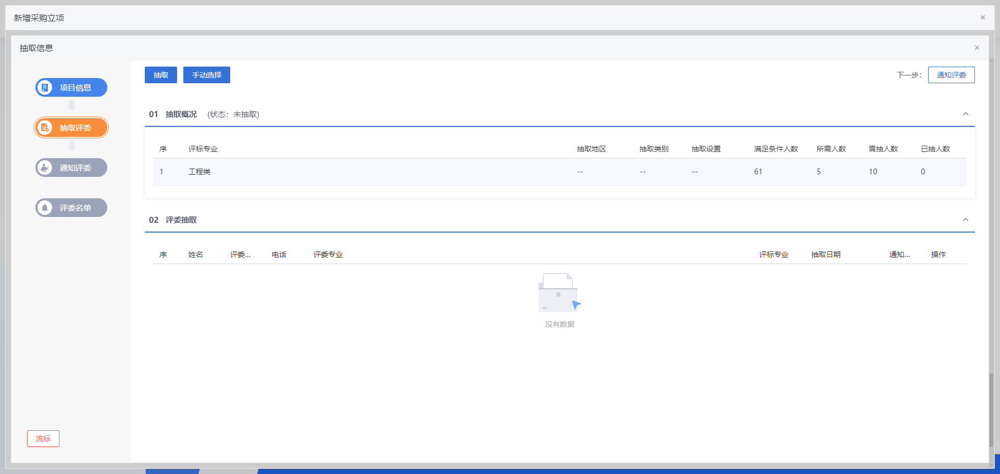 新增采购立项
抽取信息
抽取 手动选择 下一步： 通知评委
项目信息
抽取评委
通知评委
评委名单
流标
01 抽取概况 (状态：未抽取)
序 评标专业 抽取地区 抽取类别 抽取设置 满足条件人数 所需人数 需抽人数 已抽人数
1 工程类 -- -- -- 61 5 10 0
02 评委抽取
序 姓名 评委... 电话 评委专业 评标专业 抽取日期 通知... 操作
没有数据